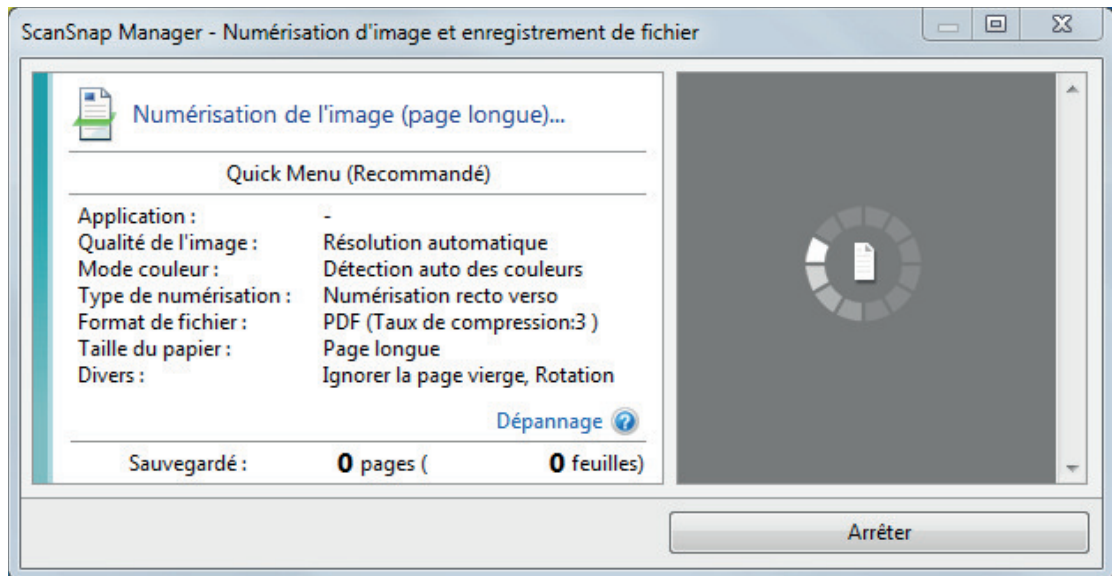 ScanSnap Manager - Numérisation d'image et enregistrement de fichier
Numérisation de l'image (page longue)...
Quick Menu (Recommandé)
Application : -
Qualité de l'image : Résolution automatique
Mode couleur : Détection auto des couleurs
Type de numérisation : Numérisation recto verso
Format de fichier : PDF (Taux de compression:3 )
Taille du papier : Page longue
Divers : Ignorer la page vierge, Rotation
Dépannage
Sauvegardé : 0 pages ( 0 feuilles)
Arrêter